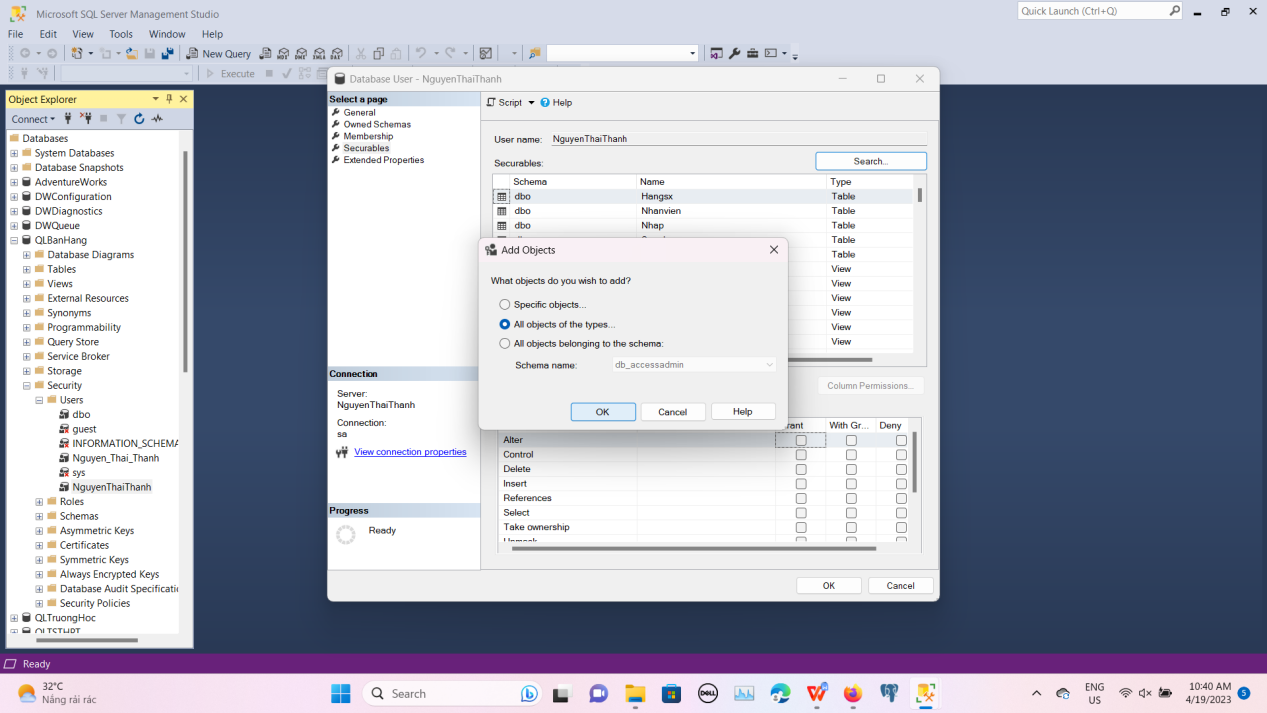 Microsoft SQL Server Management Studio
Quick Launch (Ctrl+Q)
File Edit View Tools Window Help
New Query
MDX DMX XMLA DAX
Execute
Object Explorer
Connect
Databases
System Databases
Database Snapshots
AdventureWorks
DWConfiguration
DWDiagnostics
DWQueue
QLBanHang
Database Diagrams
Tables
Views
External Resources
Synonyms
Programmability
Query Store
Service Broker
Storage
Security
Users
dbo
guest
INFORMATION_SCHEMA
Nguyen_Thai_Thanh
sys
NguyenThaiThanh
Roles
Schemas
Asymmetric Keys
Certificates
Symmetric Keys
Always Encrypted Keys
Database Audit Specificatio
Security Policies
QLTruongHoc
QLTSTHPT
Database User - NguyenThaiThanh
Select a page
General
Owned Schemas
Membership
Securables
Extended Properties
Connection
Server:
NguyenThaiThanh
Connection:
sa
View connection properties
Progress
Ready
Script Help
User name: NguyenThaiThanh
Securables:
Search...
Schema Name Type
dbo Hangsx Table
dbo Nhanvien Table
dbo Nhap Table
Table
Table
View
View
View
View
View
View
Add Objects
What objects do you wish to add?
Specific objects...
All objects of the types...
All objects belonging to the schema:
Schema name: db_accessadmin
OK Cancel Help
Column Permissions...
With Gr... Deny
Alter
Control
Delete
Insert
References
Select
Take ownership
OK Cancel
Ready
32°C
Nắng rải rác
Search
DELL
ENG
US
10:40 AM
4/19/2023
5